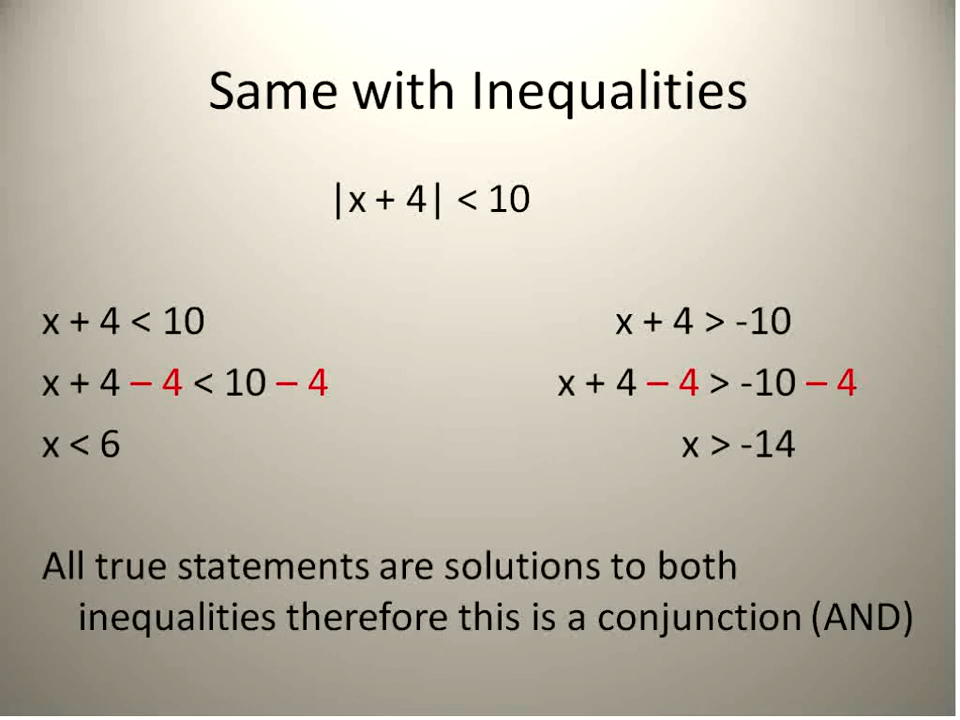 Same with Inequalities
|x + 4| < 10
x + 4 < 10 x + 4 > -10
x + 4 – 4 < 10 – 4 x + 4 – 4 > -10 – 4
x < 6 x > -14
All true statements are solutions to both
inequalities therefore this is a conjunction (AND)